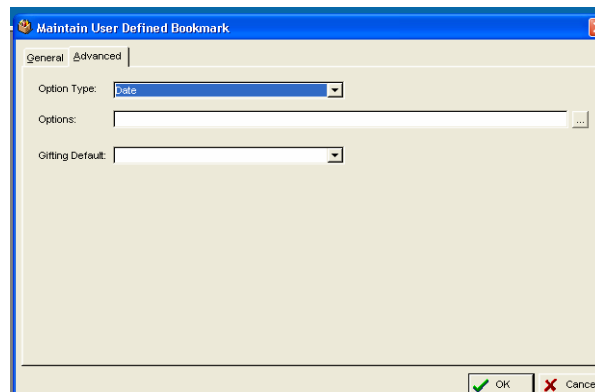 Maintain User Defined Bookmark
General Advanced
Option Type: Date
Options: ...
Gifting Default:
OK Cance